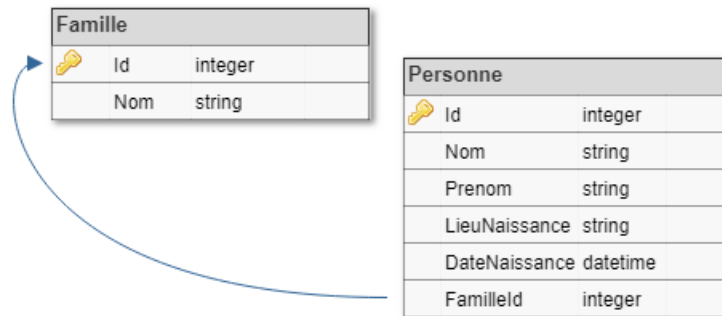 Famille
Id integer
Nom string
Personne
Id integer
Nom string
Prenom string
LieuNaissance string
DateNaissance datetime
FamilleId integer